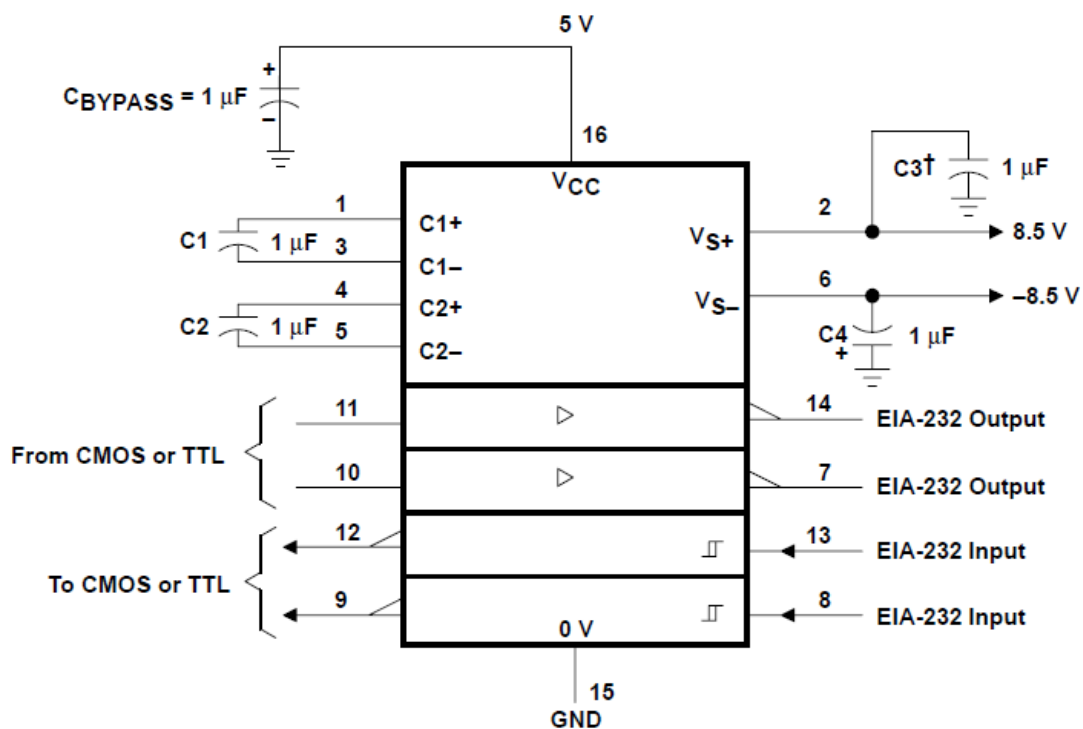 5 V
+
CBYPASS = 1 μF
–
16
VCC
C3†
1 μF
1
C1+
2
VS+
8.5 V
C1
1 μF
3
C1–
4
C2+
6
VS–
–8.5 V
C2
1 μF
5
C2–
C4
+
1 μF
11
14
EIA-232 Output
From CMOS or TTL
10
7
EIA-232 Output
12
13
EIA-232 Input
To CMOS or TTL
9
8
EIA-232 Input
0 V
15
GND